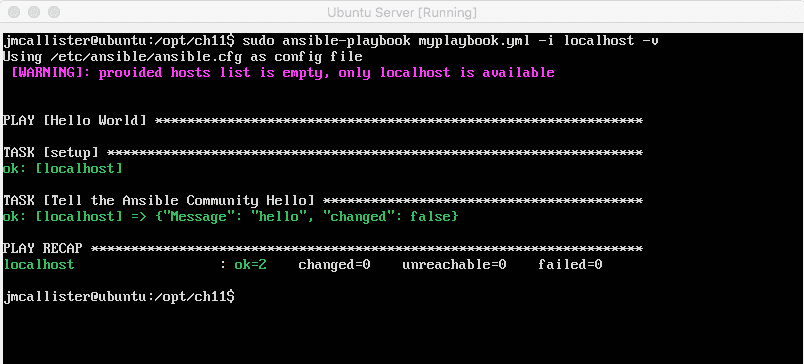 Ubuntu Server [Running]
jmcallister@ubuntu:/opt/ch11$ sudo ansible-playbook myplaybook.yml -i localhost -v
Using /etc/ansible/ansible.cfg as config file
[WARNING]: provided hosts list is empty, only localhost is available
PLAY [Hello World] *************************************************************
TASK [setup] *******************************************************************
ok: [localhost]
TASK [Tell the Ansible Community Hello] ****************************************
ok: [localhost] => {"Message": "hello", "changed": false}
PLAY RECAP *********************************************************************
localhost                  : ok=2    changed=0    unreachable=0    failed=0
jmcallister@ubuntu:/opt/ch11$